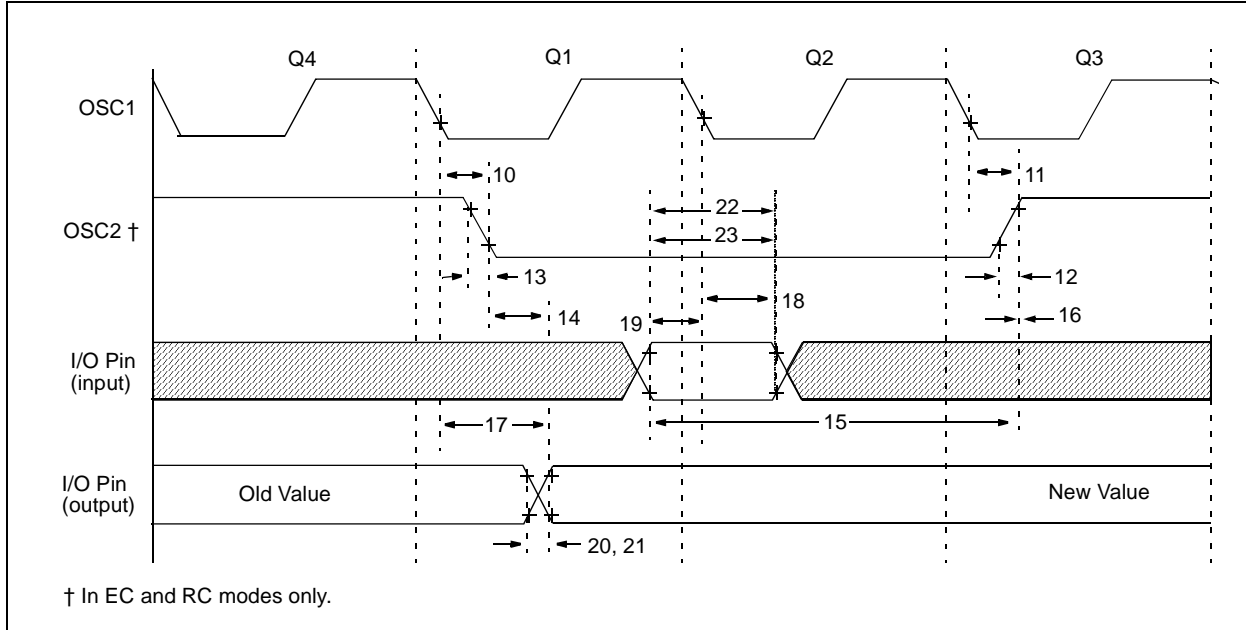 Q4 Q1 Q2 Q3
OSC1
10 11
22
OSC2 †
23
13 12
18
14 19 16
I/O Pin
(input)
17 15
I/O Pin
(output)
Old Value New Value
20, 21
† In EC and RC modes only.